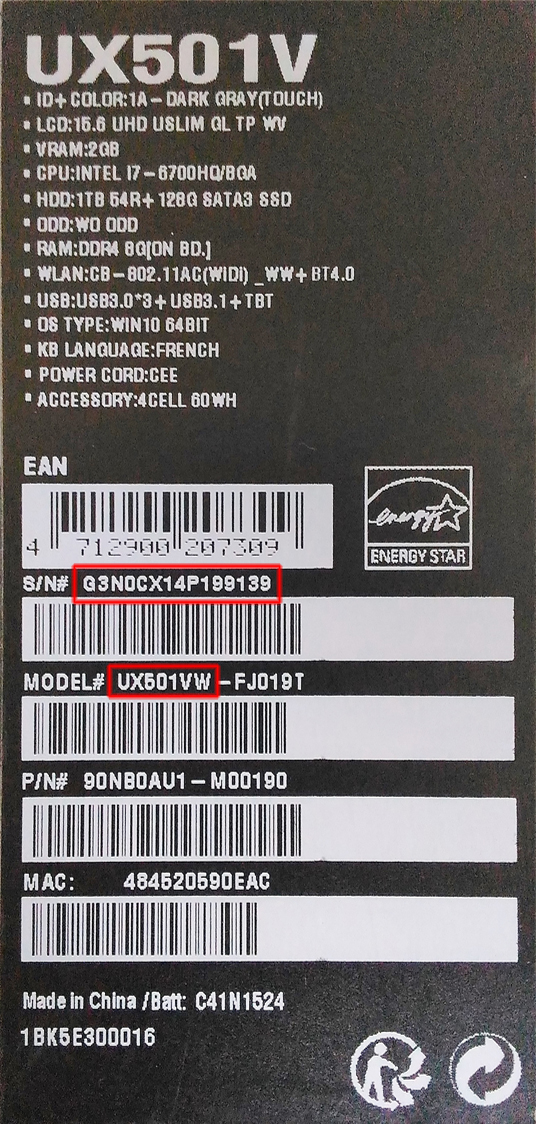 UX501V
▪ ID+ COLOR:1A-DARK GRAY(TOUCH)
▪ LCD:15.6 UHD USLIM GL TP WV
▪ VRAM:2GB
▪ CPU:INTEL I7-6700HQ/BGA
▪ HDD:1TB 54R+ 128G SATA3 SSD
▪ ODD:WO ODD
▪ RAM:DDR4 8G[ON BD.]
▪ WLAN:CB-802.11AC(WIDI) _WW+BT4.0
▪ USB:USB3.0*3+USB3.1+TBT
▪ OS TYPE:WIN10 64BIT
▪ KB LANGUAGE:FRENCH
▪ POWER CORD:CEE
▪ ACCESSORY:4CELL 60WH
EAN
4 712900 207309
energy
ENERGY STAR
S/N# G3N0CX14P199139
MODEL# UX501VW-FJ019T
P/N# 90NB0AU1-M00190
MAC: 484520590EAC
Made in China /Batt: C41N1524
1BK5E300016